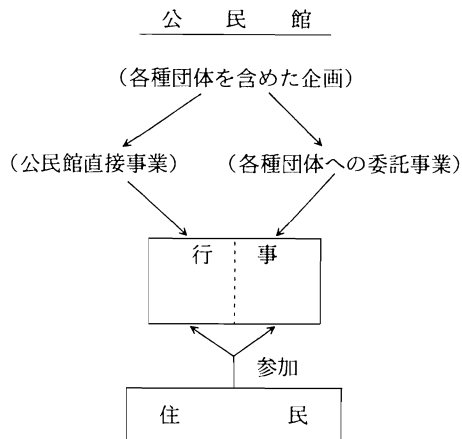 公民館
(各種団体を含めた企画)
(公民館直接事業) (各種団体への委託事業)
行事
参加
住民